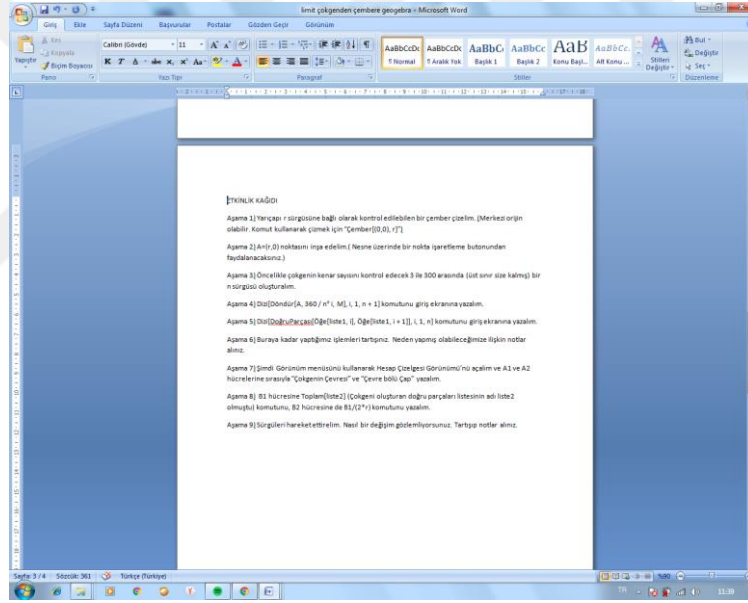 limit çokgenden çembere geogebra - Microsoft Word
Giriş Ekle Sayfa Düzeni Başvurular Postalar Gözden Geçir Görünüm
Yapıştır
Kes
Kopyala
Biçim Boyacısı
Calibri (Gövde) 11
AaBbCcDc AaBbCcDc AaBbC AaBbCc AaB AaBbCc.
¶ Normal ¶ Aralık Yok Başlık 1 Başlık 2 Konu Başl... Alt Konu ...
Stilleri Değiştir
Bul
Değiştir
Seç
Pano Yazı Tipi Paragraf Stiller Düzenleme
ETKİNLİK KAĞIDI
Aşama 1) Yarıçapı r sürgüsüne bağlı olarak kontrol edilebilen bir çember çizelim. (Merkezi orijin
olabilir. Komut kullanarak çizmek için "Çember[(0,0), r]")
Aşama 2) A=(r,0) noktasını inşa edelim.( Nesne üzerinde bir nokta işaretleme butonundan
faydalanacaksınız.)
Aşama 3) Öncelikle çokgenin kenar sayısını kontrol edecek 3 ile 300 arasında (üst sınır size kalmış) bir
n sürgüsü oluşturalım.
Aşama 4) Dizi[Döndür[A, 360 / n* i, M], i, 1, n + 1] komutunu giriş ekranına yazalım.
Aşama 5) Dizi[DoğruParçası[Öğe[liste1, i], Öğe[liste1, i + 1]], i, 1, n] komutunu giriş ekranına yazalım.
Aşama 6) Buraya kadar yaptığımız işlemleri tartışınız. Neden yapmış olabileceğimize ilişkin notlar
alınız.
Aşama 7) Şimdi Görünüm menüsünü kullanarak Hesap Çizelgesi Görünümü'nü açalım ve A1 ve A2
hücrelerine sırasıyla "Çokgenin Çevresi" ve "Çevre bölü Çap" yazalım.
Aşama 8) B1 hücresine Toplam[liste2] (Çokgeni oluşturan doğru parçaları listesinin adı liste2
olmuştu) komutunu, B2 hücresine de B1/(2*r) komutunu yazalım.
Aşama 9) Sürgüleri hareket ettirelim. Nasıl bir değişim gözlemliyorsunuz. Tartışıp notlar alınız.
Sayfa: 3 / 4 Sözcük: 361 Türkçe (Türkiye) %90
TR 11:39